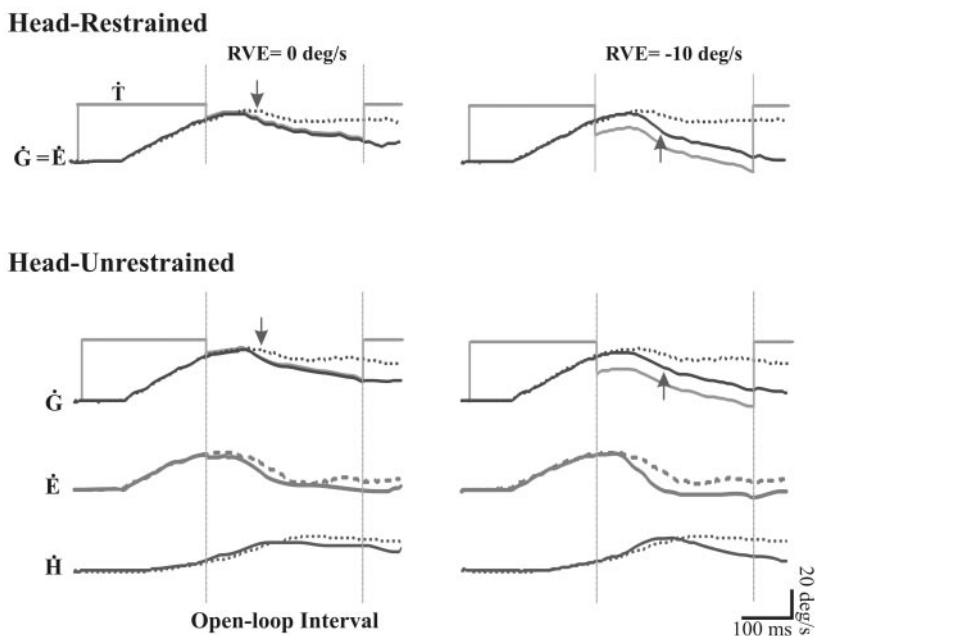 Head-Restrained
RVE= 0 deg/s
RVE= -10 deg/s
Ṫ
Ġ = Ė
Head-Unrestrained
Ġ
Ė
Ḣ
Open-loop Interval
20 deg/s
100 ms